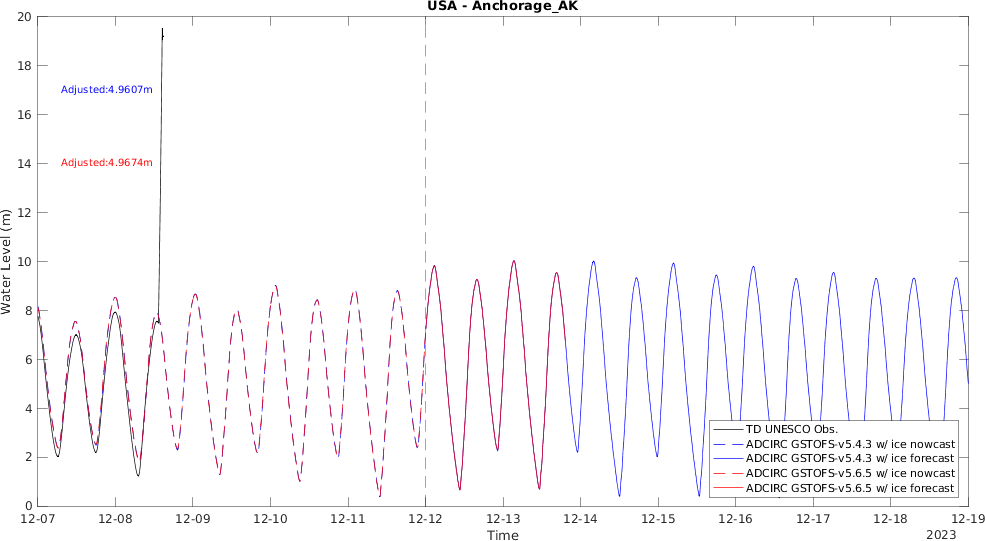 USA - Anchorage_AK
20
18
16
14
12
10
8
6
4
2
0
Water Level (m)
Adjusted:4.9607m
Adjusted:4.9674m
TD UNESCO Obs.
ADCIRC GSTOFS-v5.4.3 w/ ice nowcast
ADCIRC GSTOFS-v5.4.3 w/ ice forecast
ADCIRC GSTOFS-v5.6.5 w/ ice nowcast
ADCIRC GSTOFS-v5.6.5 w/ ice forecast
12-07 12-08 12-09 12-10 12-11 12-12 12-13 12-14 12-15 12-16 12-17 12-18 12-19
Time
2023